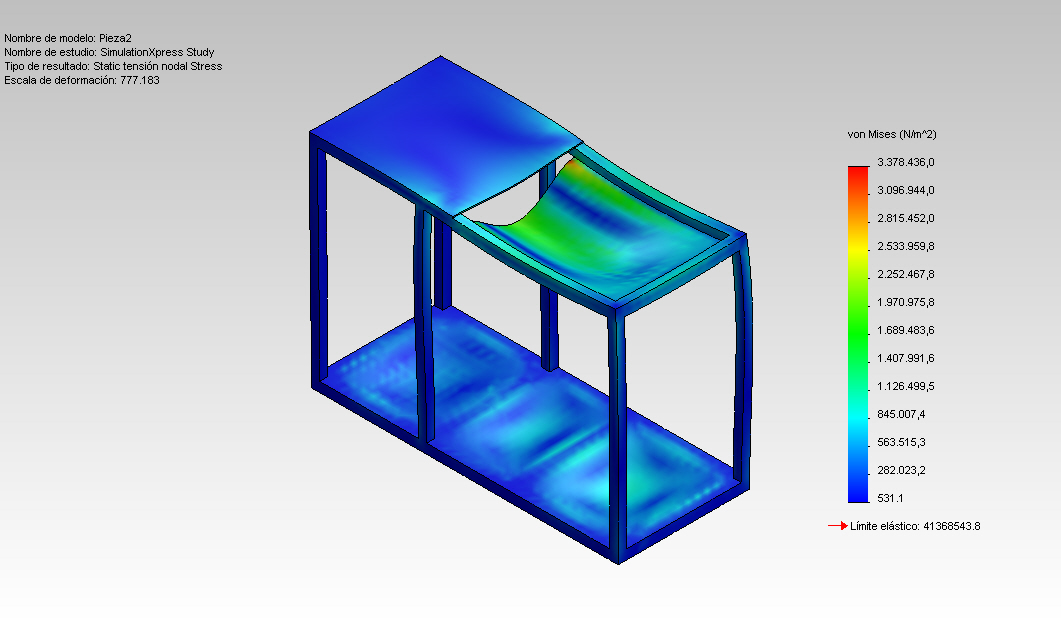 Nombre de modelo: Pieza2
Nombre de estudio: SimulationXpress Study
Tipo de resultado: Static tensión nodal Stress
Escala de deformación: 777.183
von Mises (N/m^2)
3.378.436,0
3.096.944,0
2.815.452,0
2.533.959,8
2.252.467,8
1.970.975,8
1.689.483,6
1.407.991,6
1.126.499,5
845.007,4
563.515,3
282.023,2
531.1
Límite elástico: 41368543.8